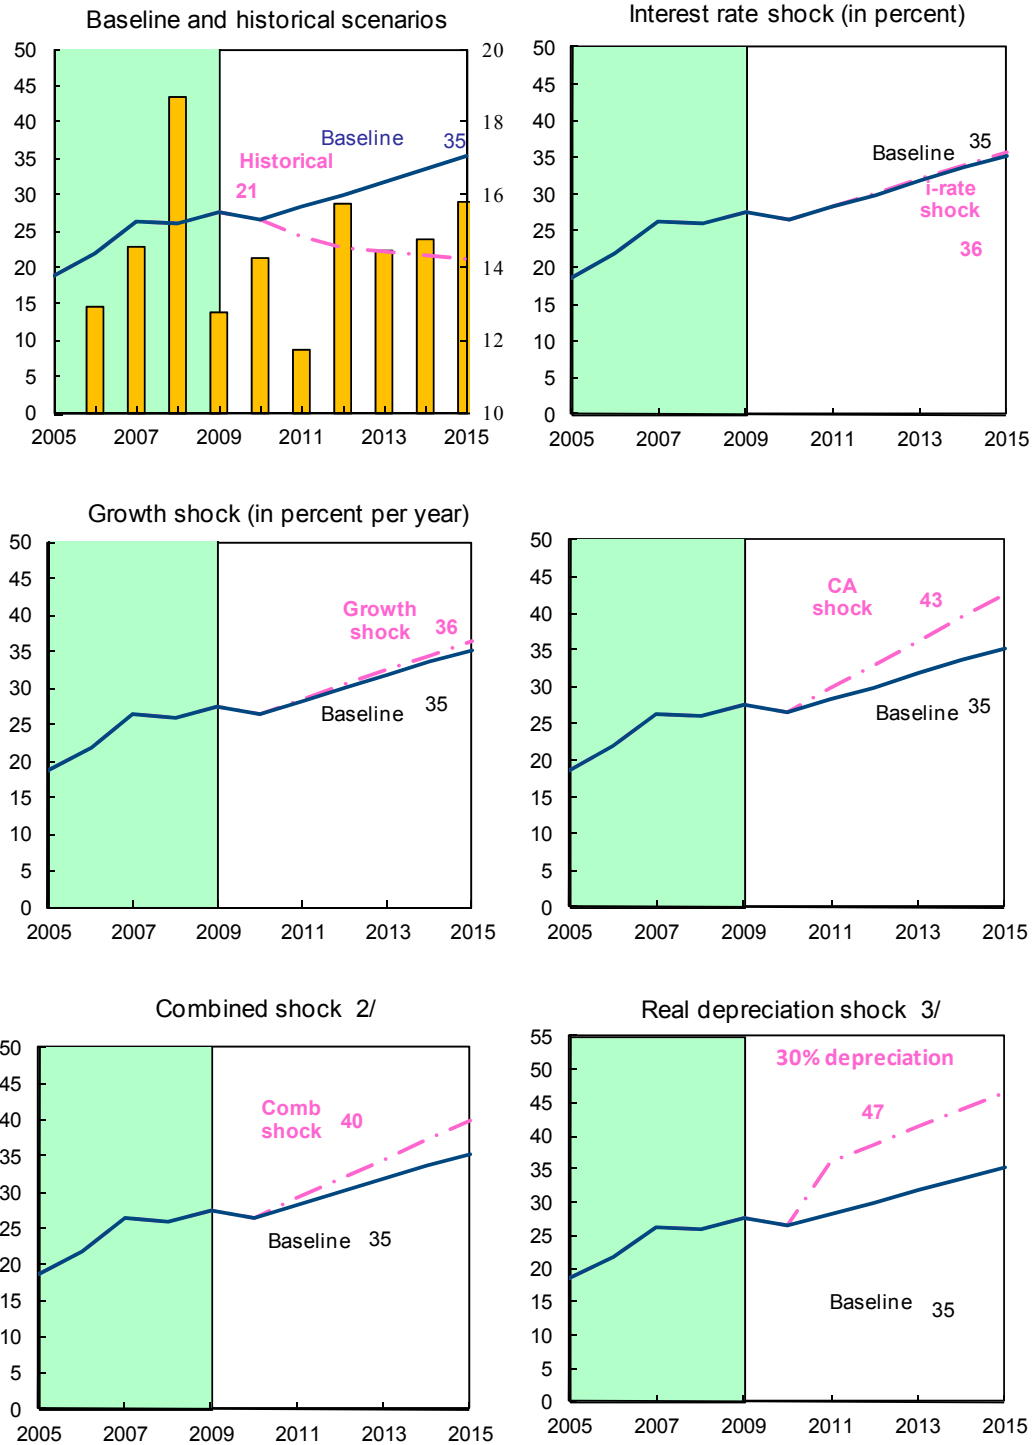 Baseline and historical scenarios
50
45
40
35
30
25
20
15
10
5
0
20
18
16
14
12
10
Baseline 35
Historical
21
2005 2007 2009 2011 2013 2015
Interest rate shock (in percent)
50
45
40
35
30
25
20
15
10
5
0
Baseline 35
i-rate
shock
36
2005 2007 2009 2011 2013 2015
Growth shock (in percent per year)
50
45
40
35
30
25
20
15
10
5
0
Growth
shock 36
Baseline 35
2005 2007 2009 2011 2013 2015
50
45
40
35
30
25
20
15
10
5
0
CA
shock 43
Baseline 35
2005 2007 2009 2011 2013 2015
Combined shock 2/
50
45
40
35
30
25
20
15
10
5
0
Comb
shock 40
Baseline 35
2005 2007 2009 2011 2013 2015
Real depreciation shock 3/
55
50
45
40
35
30
25
20
15
10
5
0
30% depreciation
47
Baseline 35
2005 2007 2009 2011 2013 2015